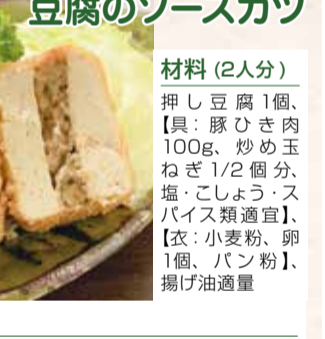 豆腐のソースカツ
材料 (2人分)
押し豆腐1個、
【具：豚ひき肉
100g、炒め玉
ねぎ1/2個分、
塩・こしょう・ス
パイス類適宜】、
【衣：小麦粉、卵
1個、パン粉】、
揚げ油適量